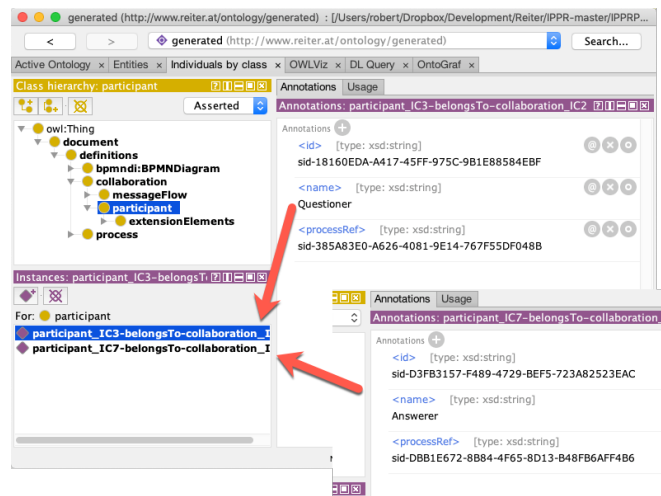 generated (http://www.reiter.at/ontology/generated) : [/Users/robert/Dropbox/Development/Reiter/IPPR-master/IPPRP...
< > generated (http://www.reiter.at/ontology/generated) Search...
Active Ontology × Entities × Individuals by class × OWLViz × DL Query × OntoGraf ×
Class hierarchy: participant
Asserted
owl:Thing
document
definitions
bpmndi:BPMNDiagram
collaboration
messageFlow
participant
extensionElements
process
Annotations Usage
Annotations: participant_IC3-belongsTo-collaboration_IC2
Annotations
<id> [type: xsd:string]
sid-18160EDA-A417-45FF-975C-9B1E88584EBF
<name> [type: xsd:string]
Questioner
<processRef> [type: xsd:string]
sid-385A83E0-A626-4081-9E14-767F55DF048B
Instances: participant_IC3-belongsTo
For: participant
participant_IC3-belongsTo-collaboration_I
participant_IC7-belongsTo-collaboration_I
Annotations Usage
Annotations: participant_IC7-belongsTo-collaboration
Annotations
<id> [type: xsd:string]
sid-D3FB3157-F489-4729-BEF5-723A82523EAC
<name> [type: xsd:string]
Answerer
<processRef> [type: xsd:string]
sid-DBB1E672-8B84-4F65-8D13-B48FB6AFF4B6